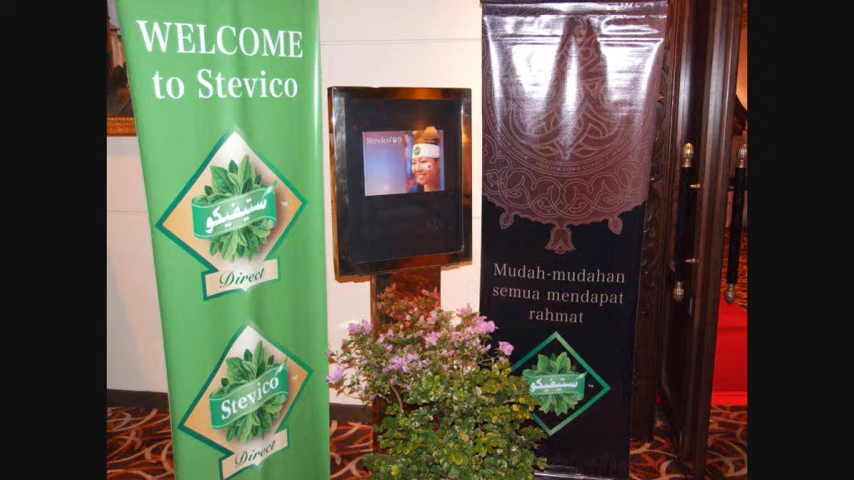 WELCOME
to Stevico
ستيفيكو
Direct
Stevico
Direct
Stevico'09
Mudah-mudahan
semua mendapat
rahmat
ستيفيكو